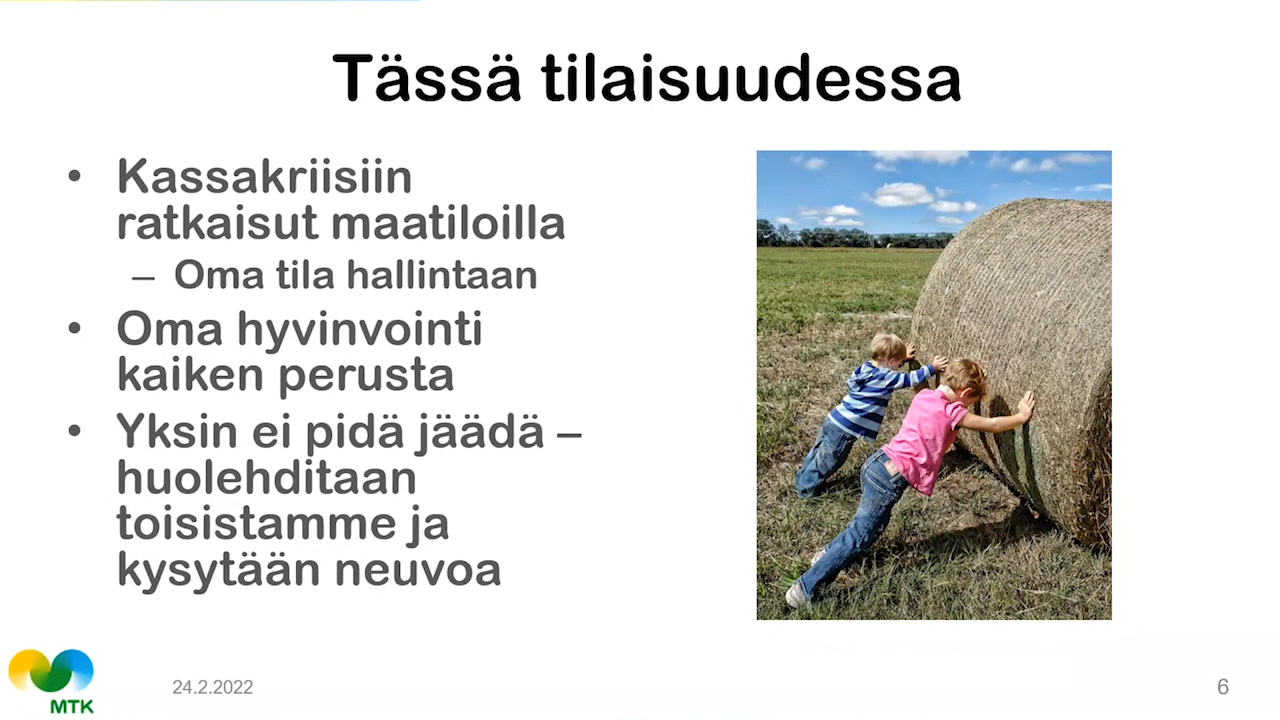 Tässä tilaisuudessa
• Kassakriisiin
ratkaisut maatiloilla
– Oma tila hallintaan
• Oma hyvinvointi
kaiken perusta
• Yksin ei pidä jäädä –
huolehditaan
toisistamme ja
kysytään neuvoa
MTK
24.2.2022
6